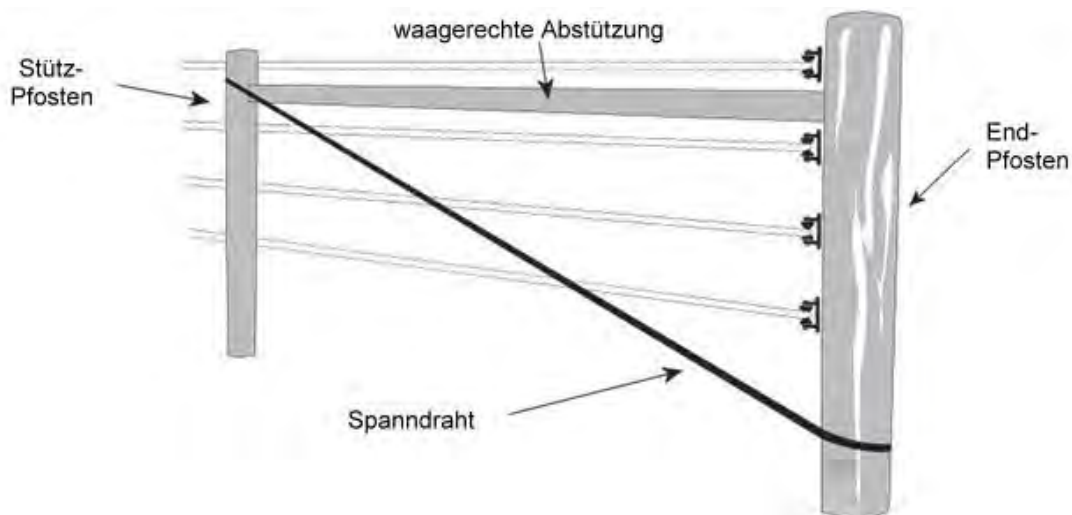 waagerechte Abstützung
Stütz-
Pfosten
End-
Pfosten
Spanndraht